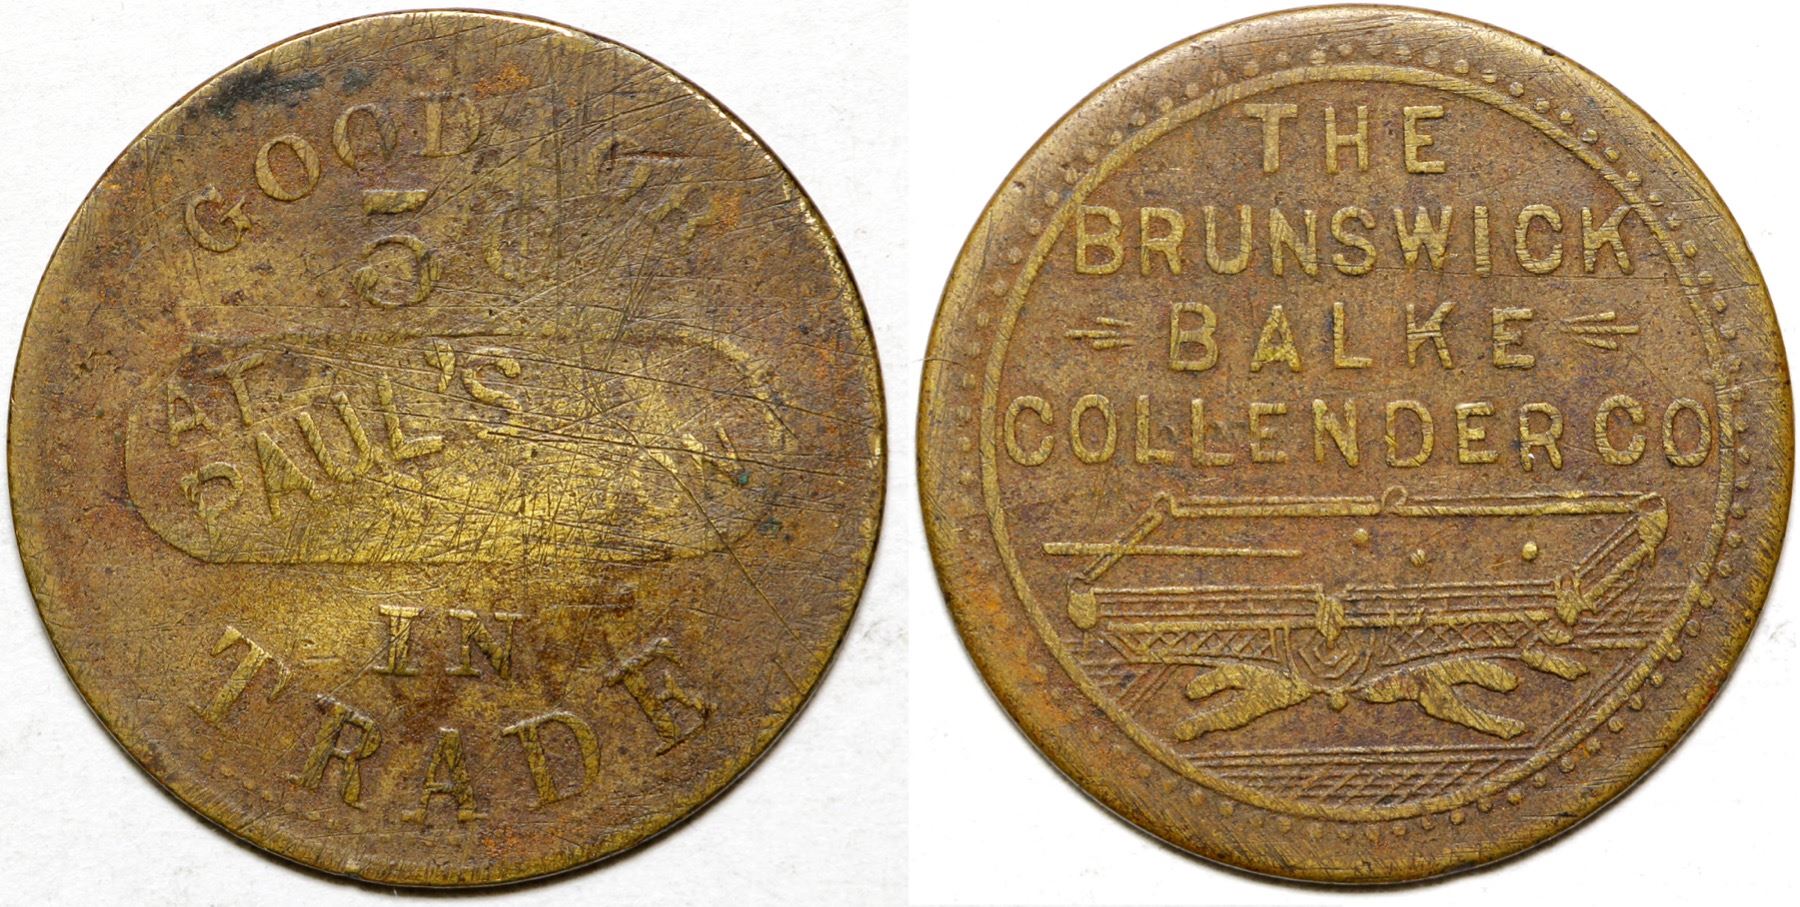 GOOD FOR
5¢
AT
PAUL'S
IN
TRADE
THE
BRUNSWICK
BALKE
COLLENDER CO